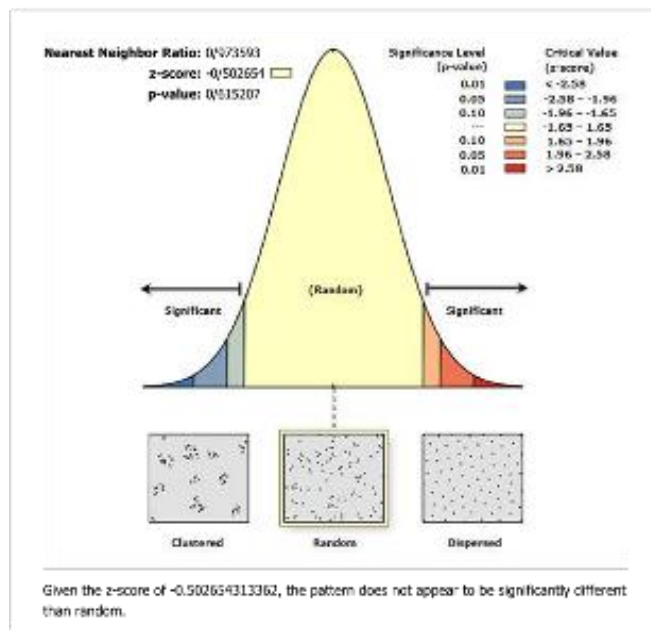 Nearest Neighbor Ratio: 0/973593
z-score: -0/502654
p-value: 0/615207
Significance Level Critical Value
(p-value) (z-score)
0.01 < -2.58
0.05 -2.58 – -1.96
0.10 -1.96 – -1.65
--- -1.65 – 1.65
0.10 1.65 – 1.96
0.05 1.96 – 2.58
0.01 > 2.58
Significant (Random) Significant
Clustered Random Dispersed
Given the z-score of -0.502654313362, the pattern does not appear to be significantly different
than random.